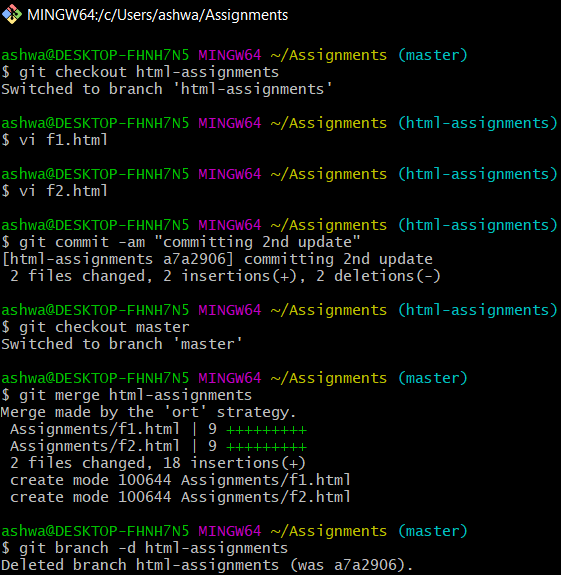 MINGW64:/c/Users/ashwa/Assignments
ashwa@DESKTOP-FHNH7N5 MINGW64 ~/Assignments (master)
$ git checkout html-assignments
Switched to branch 'html-assignments'
ashwa@DESKTOP-FHNH7N5 MINGW64 ~/Assignments (html-assignments)
$ vi f1.html
ashwa@DESKTOP-FHNH7N5 MINGW64 ~/Assignments (html-assignments)
$ vi f2.html
ashwa@DESKTOP-FHNH7N5 MINGW64 ~/Assignments (html-assignments)
$ git commit -am "committing 2nd update"
[html-assignments a7a2906] committing 2nd update
 2 files changed, 2 insertions(+), 2 deletions(-)
ashwa@DESKTOP-FHNH7N5 MINGW64 ~/Assignments (html-assignments)
$ git checkout master
Switched to branch 'master'
ashwa@DESKTOP-FHNH7N5 MINGW64 ~/Assignments (master)
$ git merge html-assignments
Merge made by the 'ort' strategy.
 Assignments/f1.html | 9 +++++++++
 Assignments/f2.html | 9 +++++++++
 2 files changed, 18 insertions(+)
 create mode 100644 Assignments/f1.html
 create mode 100644 Assignments/f2.html
ashwa@DESKTOP-FHNH7N5 MINGW64 ~/Assignments (master)
$ git branch -d html-assignments
Deleted branch html-assignments (was a7a2906).